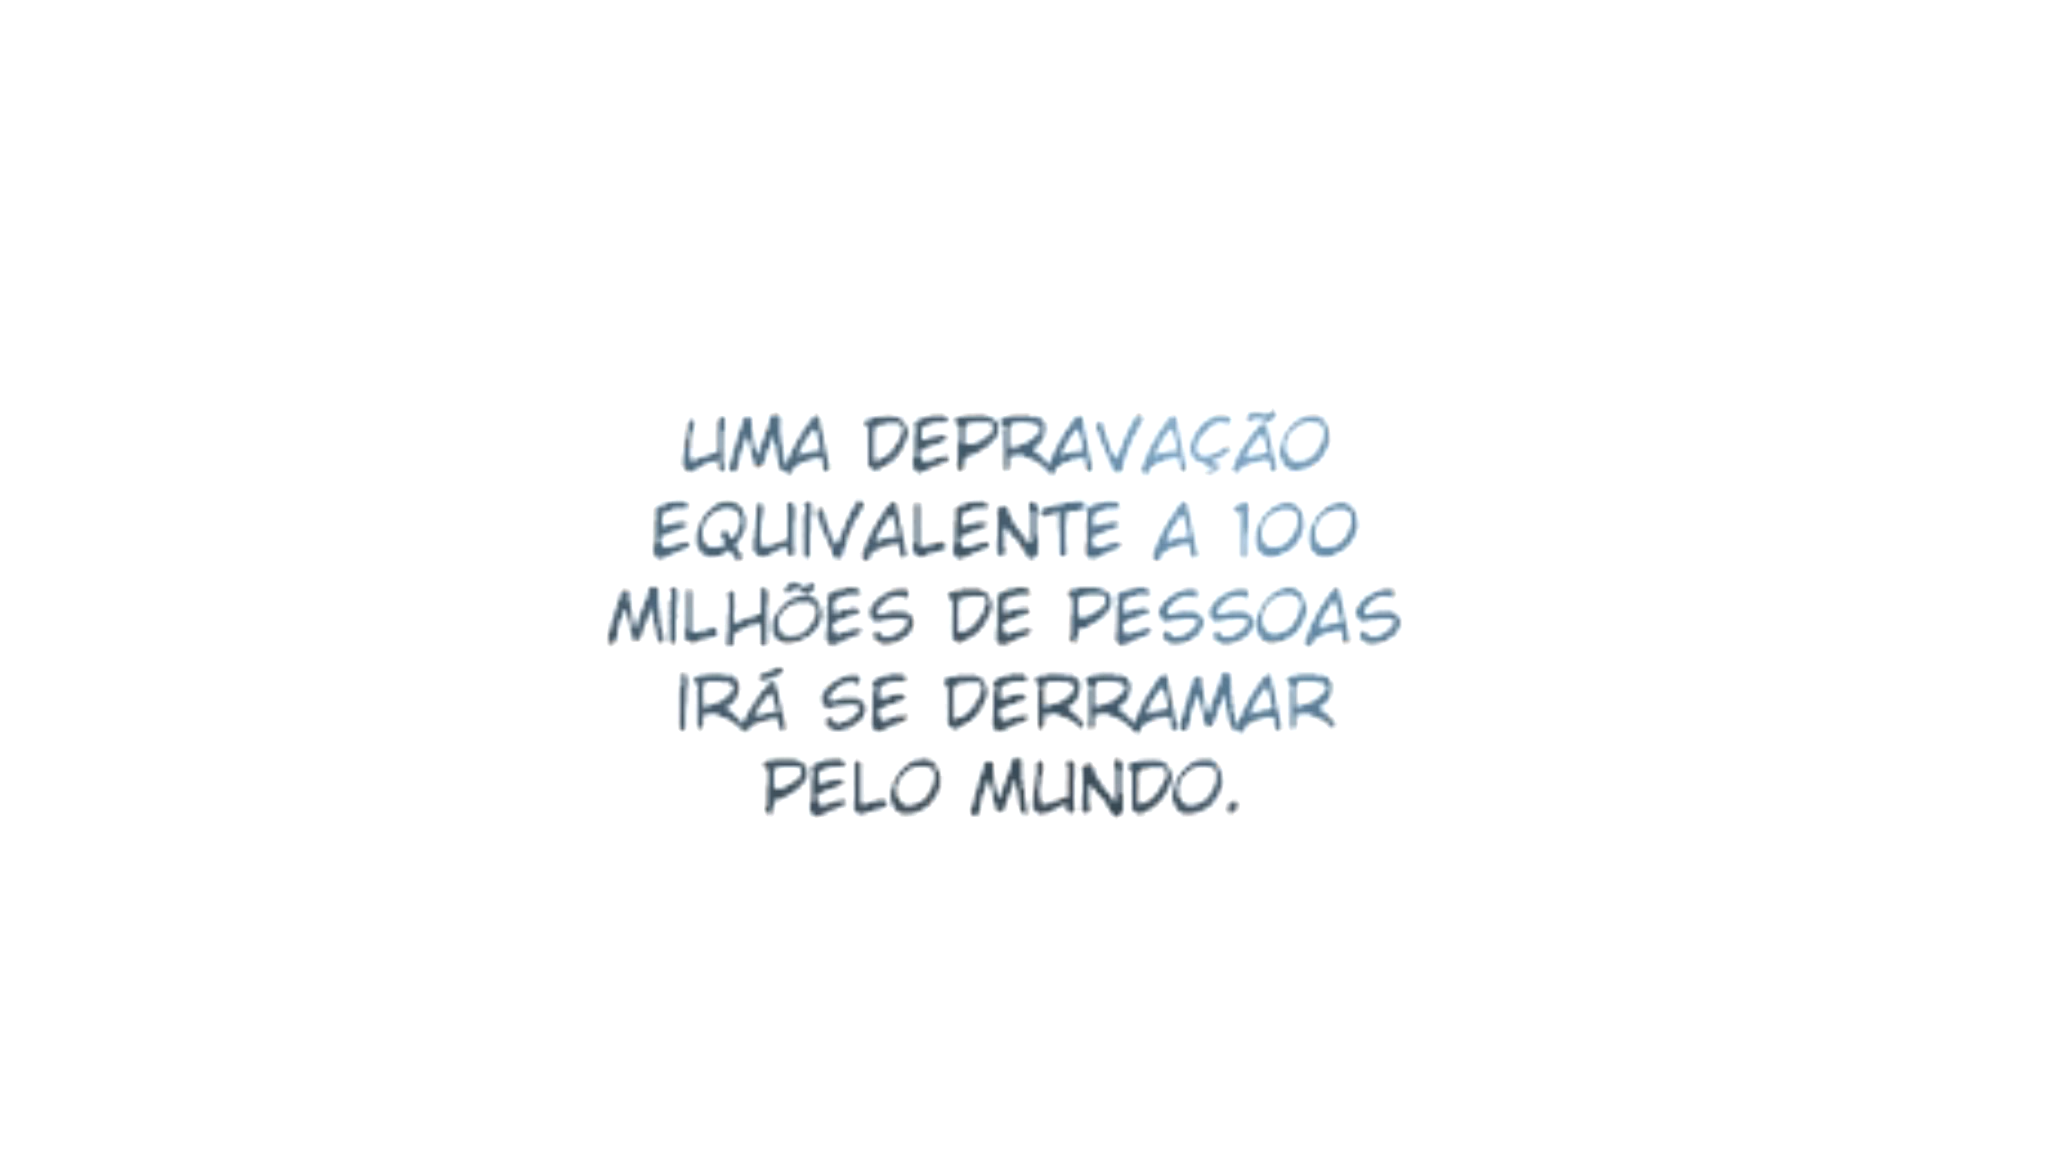 UMA DEPRAVAÇÃO
EQUIVALENTE A 100
MILHÕES DE PESSOAS
IRÁ SE DERRAMAR
PELO MUNDO.